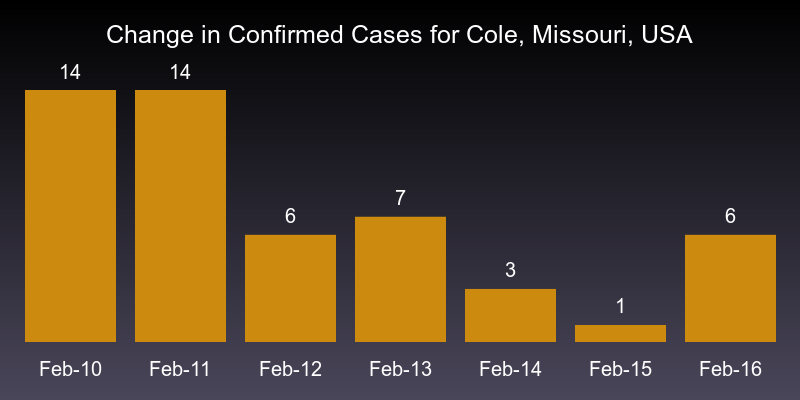 Change in Confirmed Cases for Cole, Missouri, USA
14 14 6 7 3 1 6
Feb-10 Feb-11 Feb-12 Feb-13 Feb-14 Feb-15 Feb-16